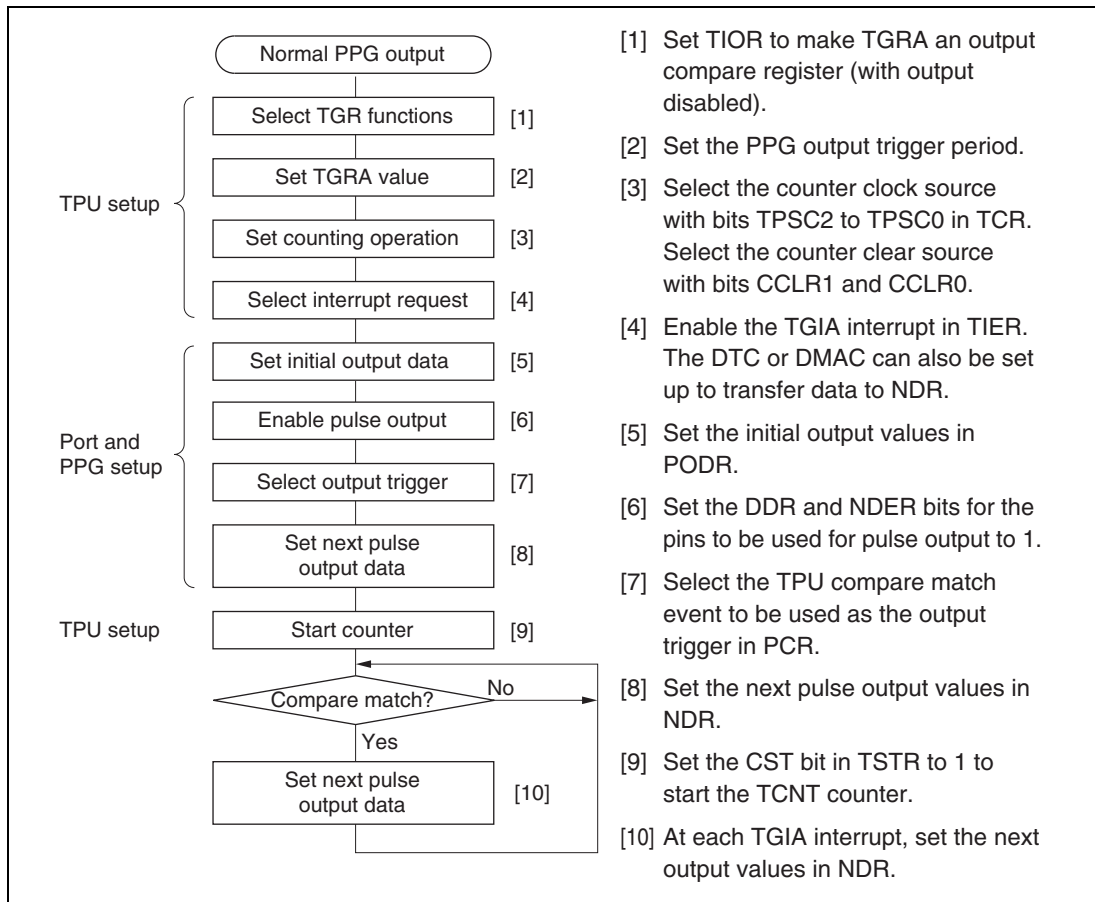 Normal PPG output
Select TGR functions [1]
Set TGRA value [2]
TPU setup
Set counting operation [3]
Select interrupt request [4]
Set initial output data [5]
Enable pulse output [6]
Port and
PPG setup
Select output trigger [7]
Set next pulse
output data
[8]
TPU setup
Start counter [9]
Compare match?
No
Yes
Set next pulse
output data
[10]
[1] Set TIOR to make TGRA an output
compare register (with output
disabled).
[2] Set the PPG output trigger period.
[3] Select the counter clock source
with bits TPSC2 to TPSC0 in TCR.
Select the counter clear source
with bits CCLR1 and CCLR0.
[4] Enable the TGIA interrupt in TIER.
The DTC or DMAC can also be set
up to transfer data to NDR.
[5] Set the initial output values in
PODR.
[6] Set the DDR and NDER bits for the
pins to be used for pulse output to 1.
[7] Select the TPU compare match
event to be used as the output
trigger in PCR.
[8] Set the next pulse output values in
NDR.
[9] Set the CST bit in TSTR to 1 to
start the TCNT counter.
[10] At each TGIA interrupt, set the next
output values in NDR.